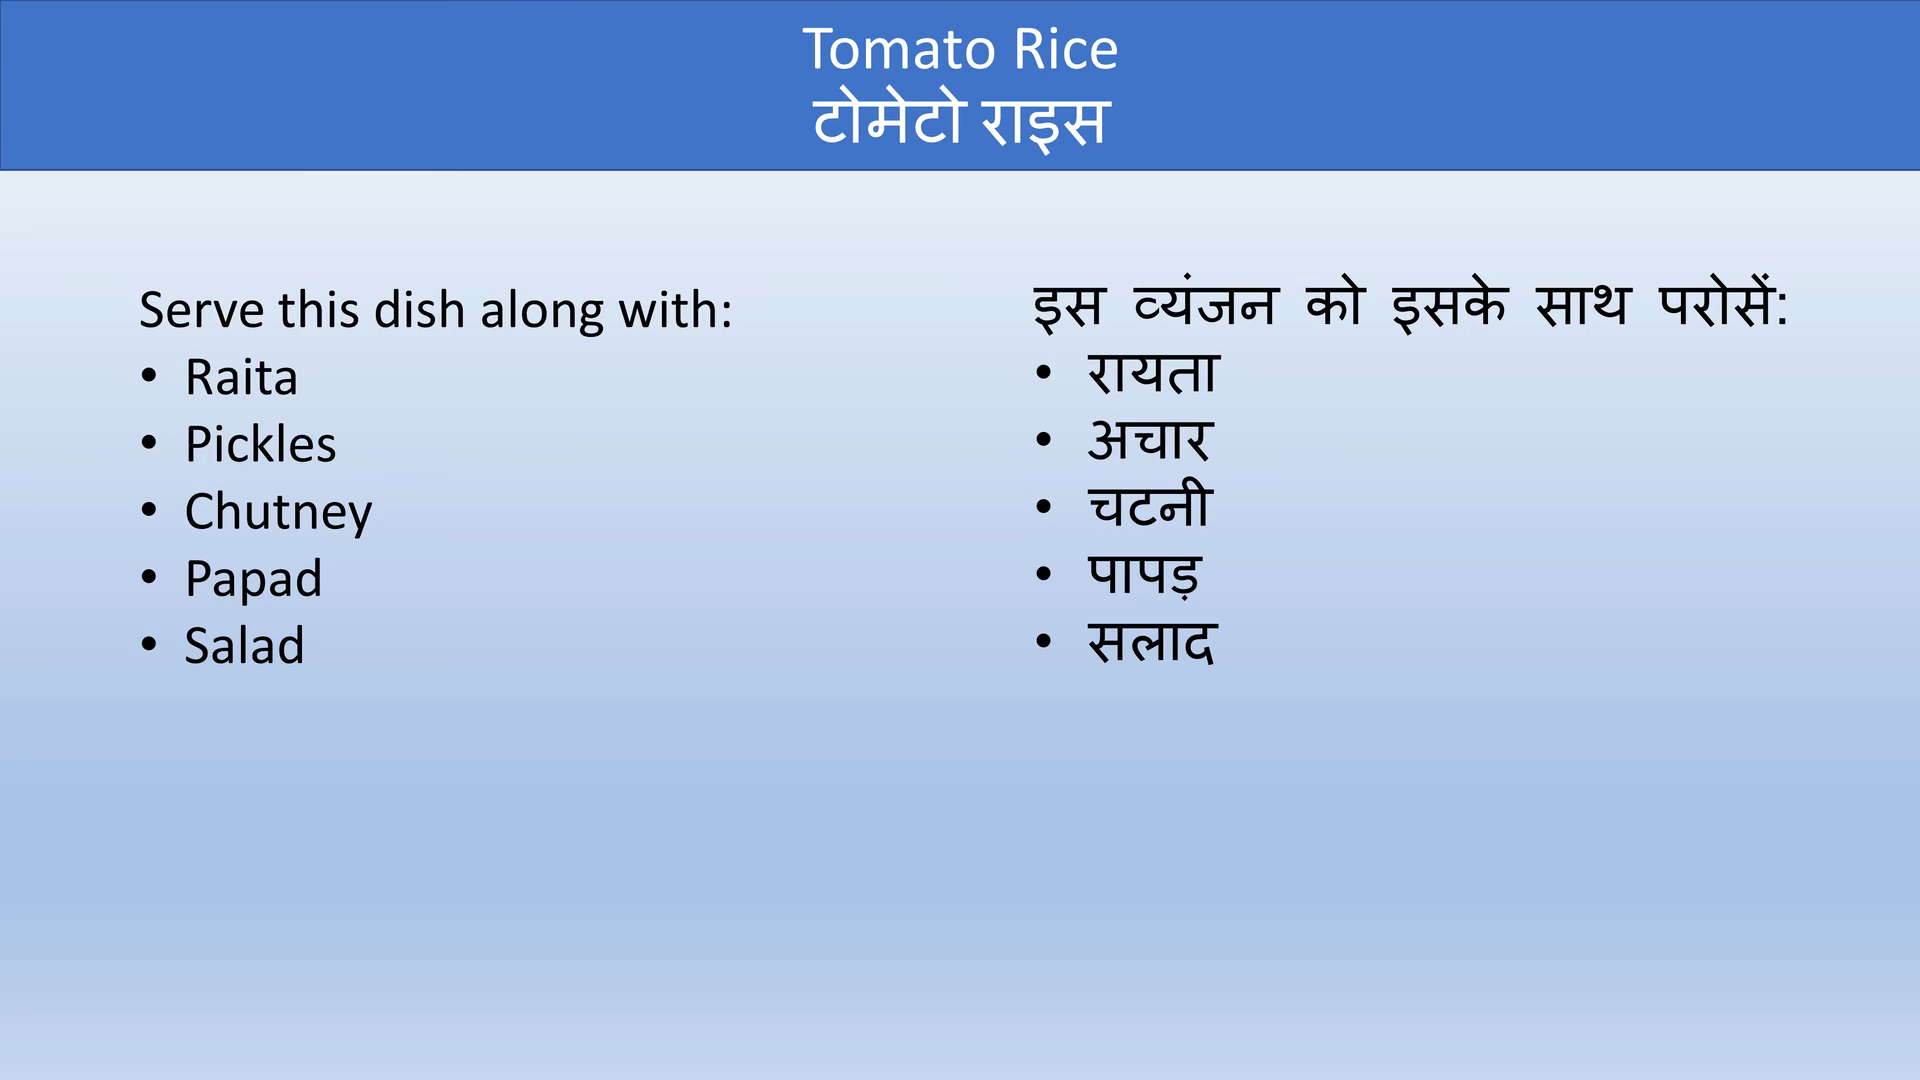 Tomato Rice
टोमेटो राइस
Serve this dish along with:
• Raita
• Pickles
• Chutney
• Papad
• Salad
इस व्यंजन को इसके साथ परोसें:
• रायता
• अचार
• चटनी
• पापड़
• सलाद